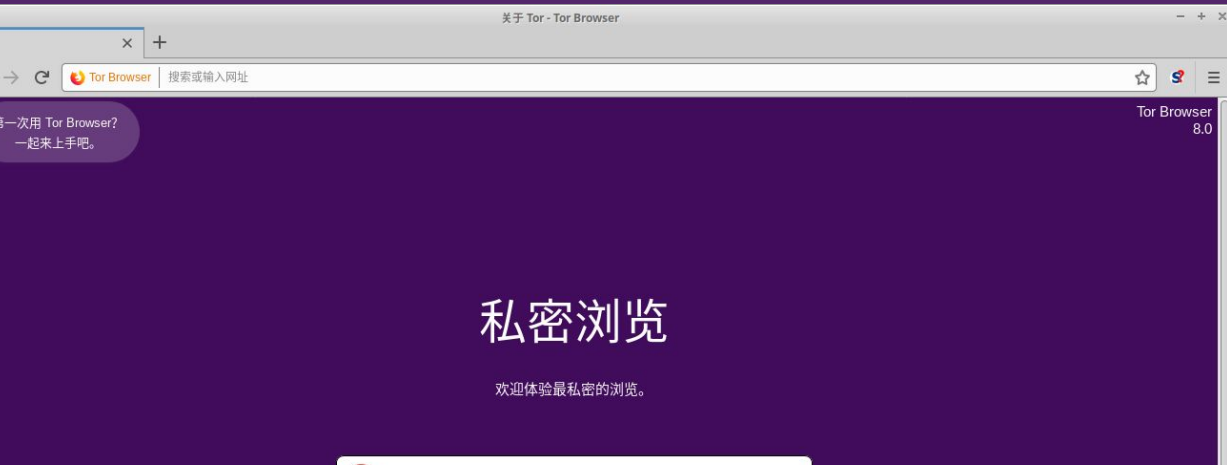 关于 Tor - Tor Browser
Tor Browser 搜索或输入网址
一次用 Tor Browser?
一起来上手吧。
Tor Browser
8.0
私密浏览
欢迎体验最私密的浏览。